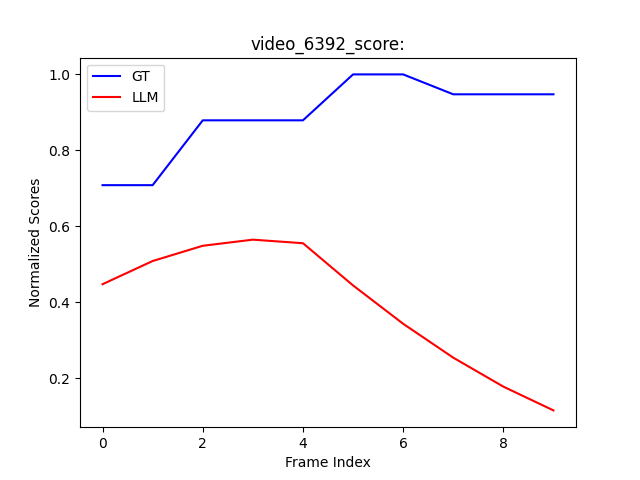 video_6392_score:
GT
LLM
Normalized Scores
1.0
0.8
0.6
0.4
0.2
0 2 4 6 8
Frame Index